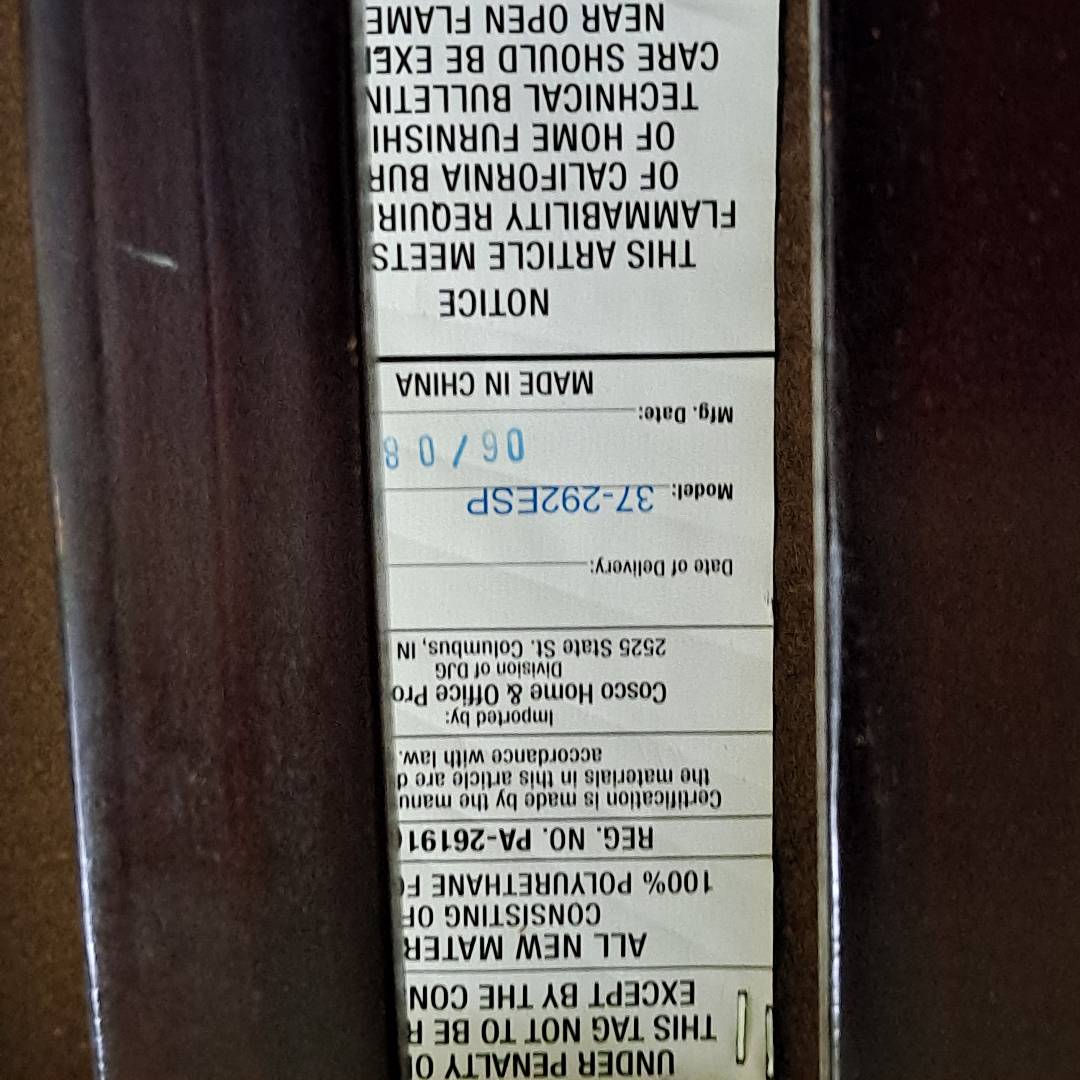 UNDER PENALTY
THIS TAG NOT TO BE
EXCEPT BY THE CON
ALL NEW MATER
CONSISTING OF
100% POLYURETHANE
REG. NO. PA-26191
Certification is made by the manu
the materials in this article are
accordance with law.
Imported by:
Cosco Home & Office Pro
Division of DJG
2525 State St. Columbus, IN
Date of Delivery:
Model: 37-292ESP
06/08
Mfg. Date:
MADE IN CHINA
NOTICE
THIS ARTICLE MEETS
FLAMMABILITY REQUIR
OF CALIFORNIA BUR
OF HOME FURNISHI
TECHNICAL BULLETIN
CARE SHOULD BE EXE
NEAR OPEN FLAME